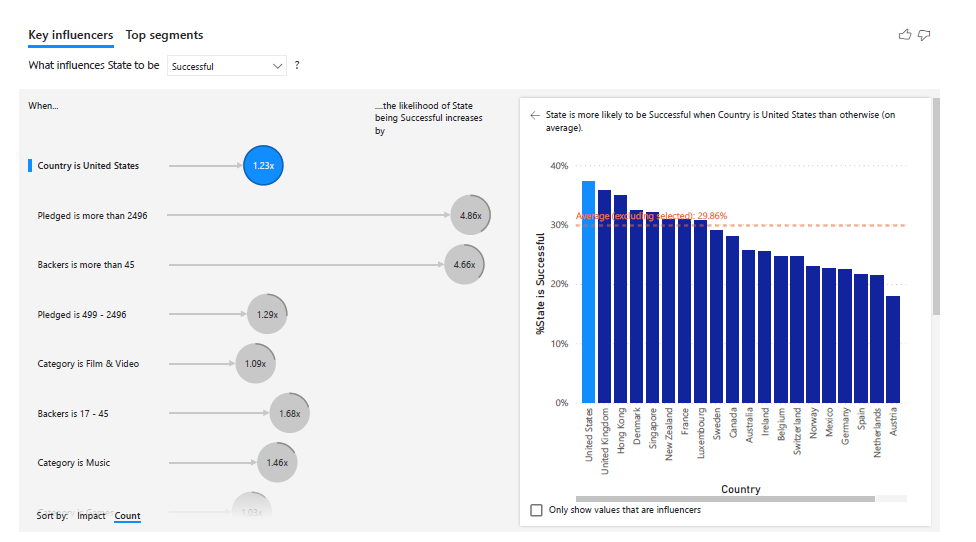 Key influencers Top segments
What influences State to be Successful ?
When...
...the likelihood of State
being Successful increases
by
Country is United States 1.23x
Pledged is more than 2496 4.86x
Backers is more than 45 4.66x
Pledged is 499 - 2496 1.29x
Category is Film & Video 1.09x
Backers is 17 - 45 1.68x
Category is Music 1.46x
Category is Games 1.03x
Sort by: Impact Count
State is more likely to be Successful when Country is United States than otherwise (on
average).
40%
Average (excluding selected): 29.86%
30%
20%
10%
0%
%State is Successful
United States
United Kingdom
Hong Kong
Denmark
Singapore
New Zealand
France
Luxembourg
Sweden
Canada
Australia
Ireland
Belgium
Switzerland
Norway
Mexico
Germany
Spain
Netherlands
Austria
Country
Only show values that are influencers